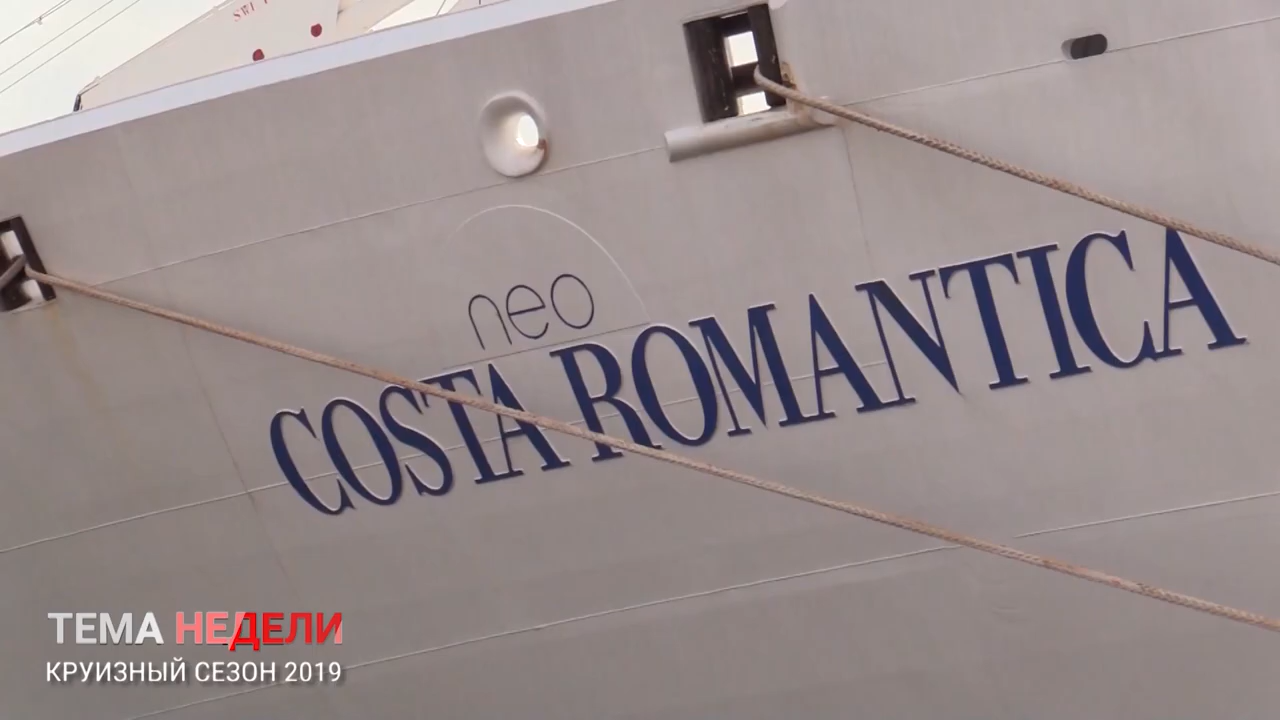 neo
COSTA ROMANTICA
ТЕМА НЕДЕЛИ
КРУИЗНЫЙ СЕЗОН 2019